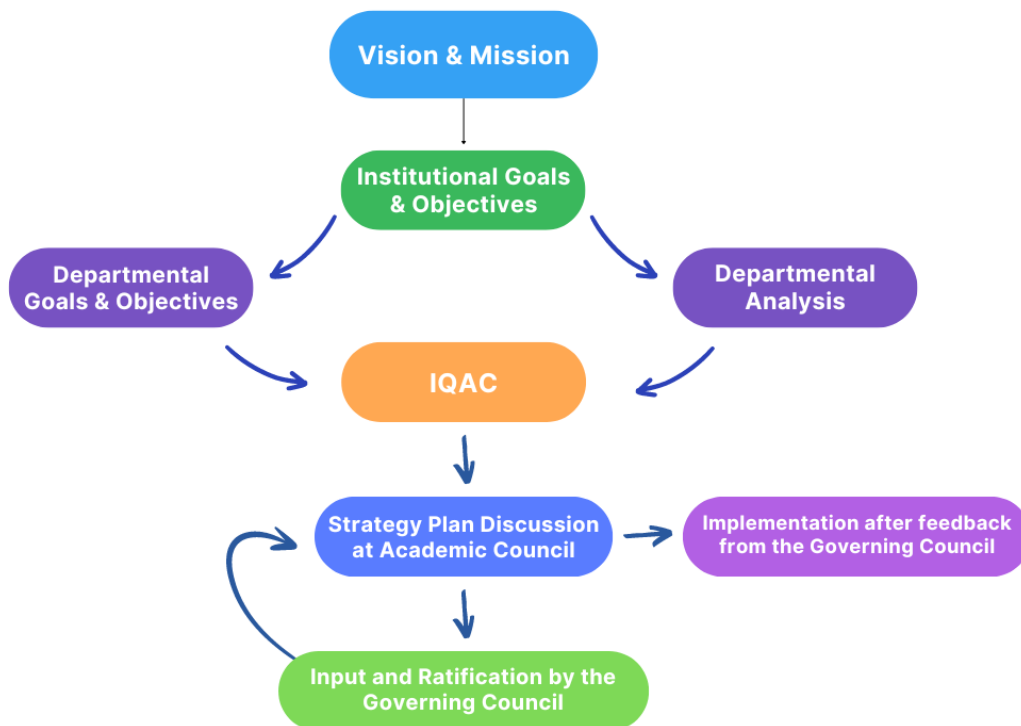 Vision & Mission
Institutional Goals
& Objectives
Departmental
Goals & Objectives
Departmental
Analysis
IQAC
Strategy Plan Discussion
at Academic Council
Implementation after feedback
from the Governing Council
Input and Ratification by the
Governing Council